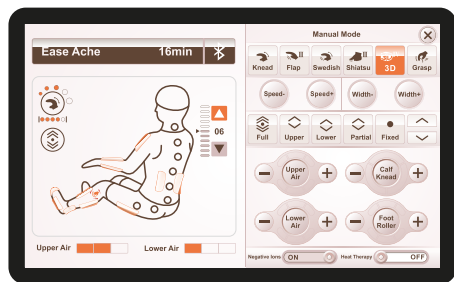 Manual Mode
Ease Ache 16min
Knead Flap Swedish Shiatsu 3D Grasp
Speed- Speed+ Width- Width+
06
Full Upper Lower Partial Fixed
Upper Air
Calf Knead
Lower Air
Foot Roller
Upper Air Lower Air
Negative Ions ON Heat Therapy OFF